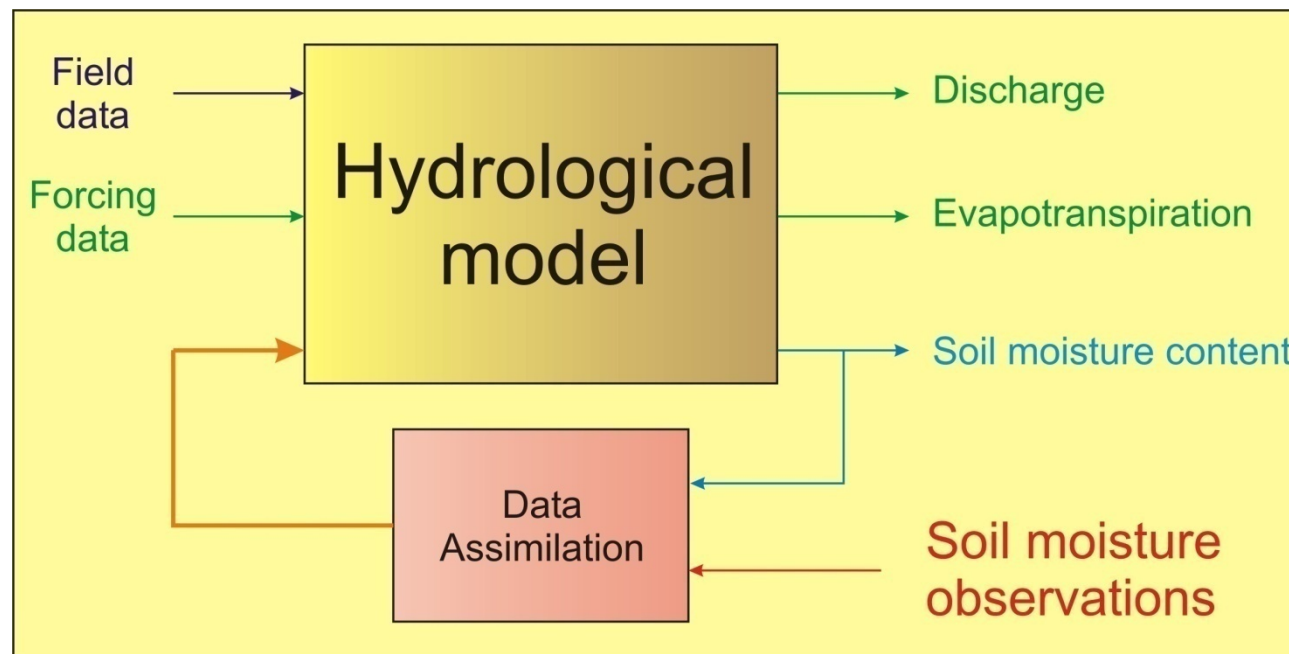 Field
data
Forcing
data
Hydrological
model
Discharge
Evapotranspiration
Soil moisture content
Data
Assimilation
Soil moisture
observations